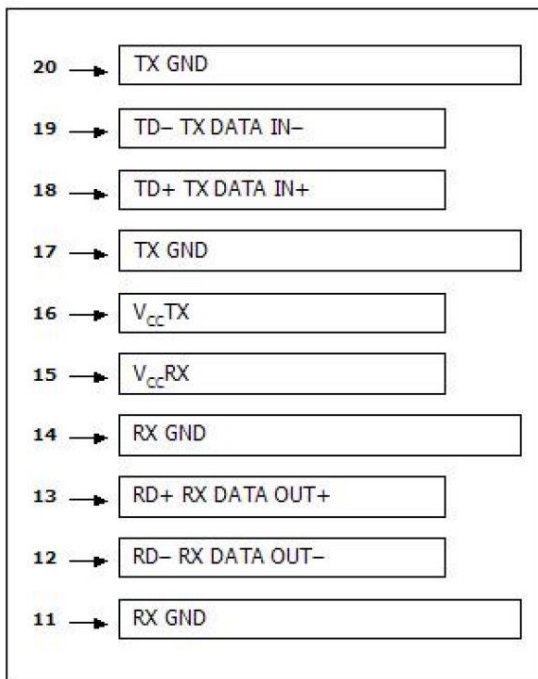 20 TX GND
19 TD− TX DATA IN−
18 TD+ TX DATA IN+
17 TX GND
16 VCCTX
15 VCCRX
14 RX GND
13 RD+ RX DATA OUT+
12 RD− RX DATA OUT−
11 RX GND